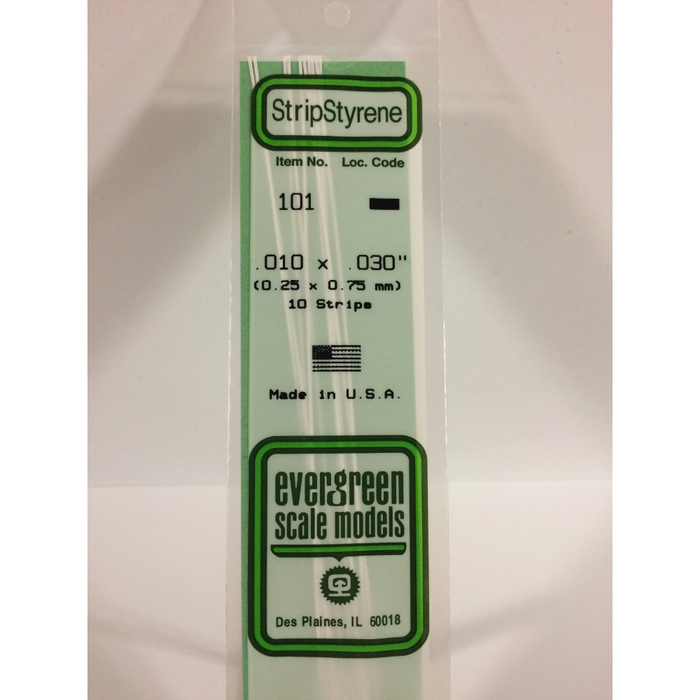 StripStyrene
Item No. Loc. Code
101
.010 x .030"
(0.25 x 0.75 mm)
10 Strips
Made in U.S.A.
evergreen
scale models
Des Plaines, IL 60018